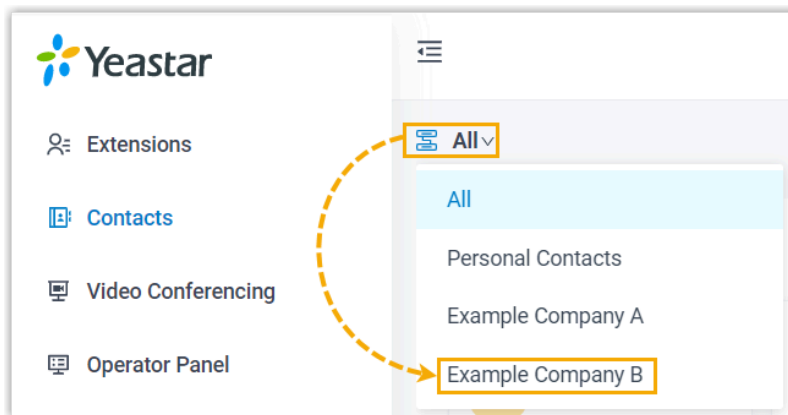 Yeastar
Extensions
Contacts
Video Conferencing
Operator Panel
All
All
Personal Contacts
Example Company A
Example Company B